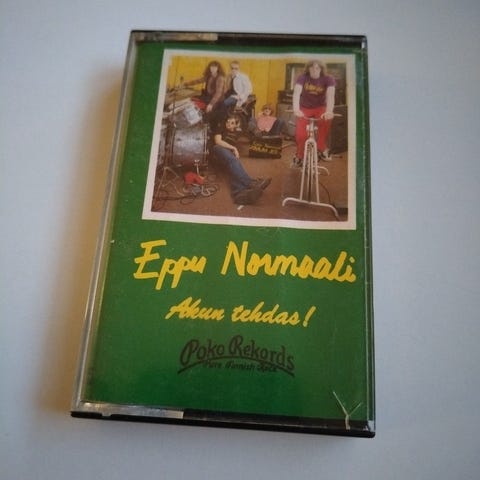 Eppu Normaali
Akun tehdas!
Poko Rekords
Pure Finnish Rock